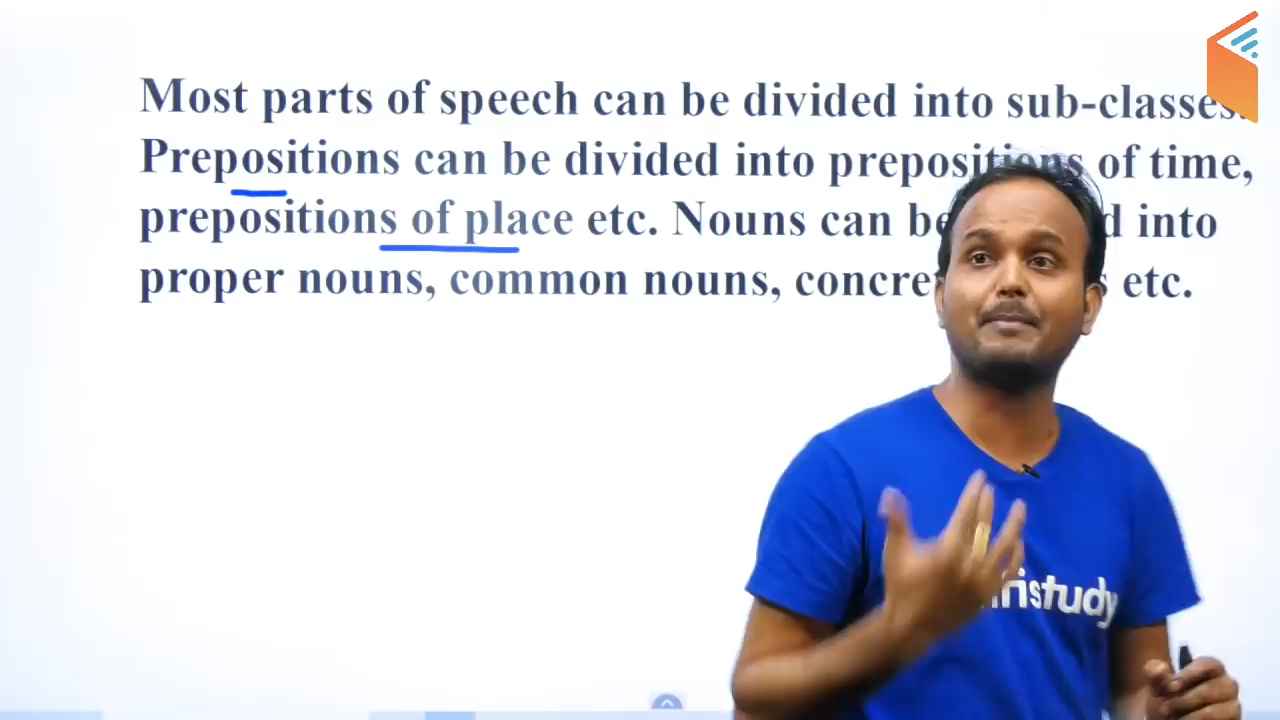 Most parts of speech can be divided into sub-classes.
Prepositions can be divided into prepositions of time,
prepositions of place etc. Nouns can be into
proper nouns, common nouns, etc.